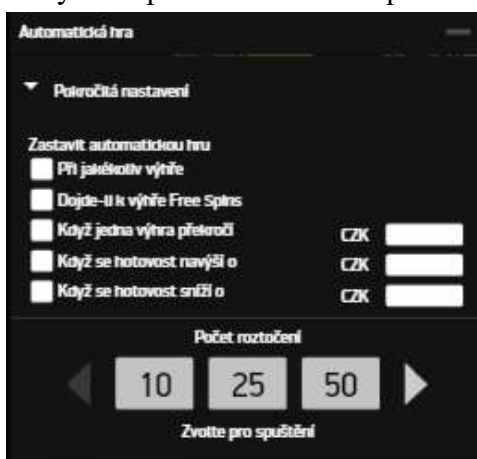 Automatická hra
Pokročilá nastavení
Zastavit automatickou hru
Při jakékoliv výhře
Dojde-li k výhře Free Spins
Když jedna výhra překročí CZK
Když se hotovost navýší o CZK
Když se hotovost sníží o CZK
Počet roztočení
10 25 50
Zvolte pro spuštění